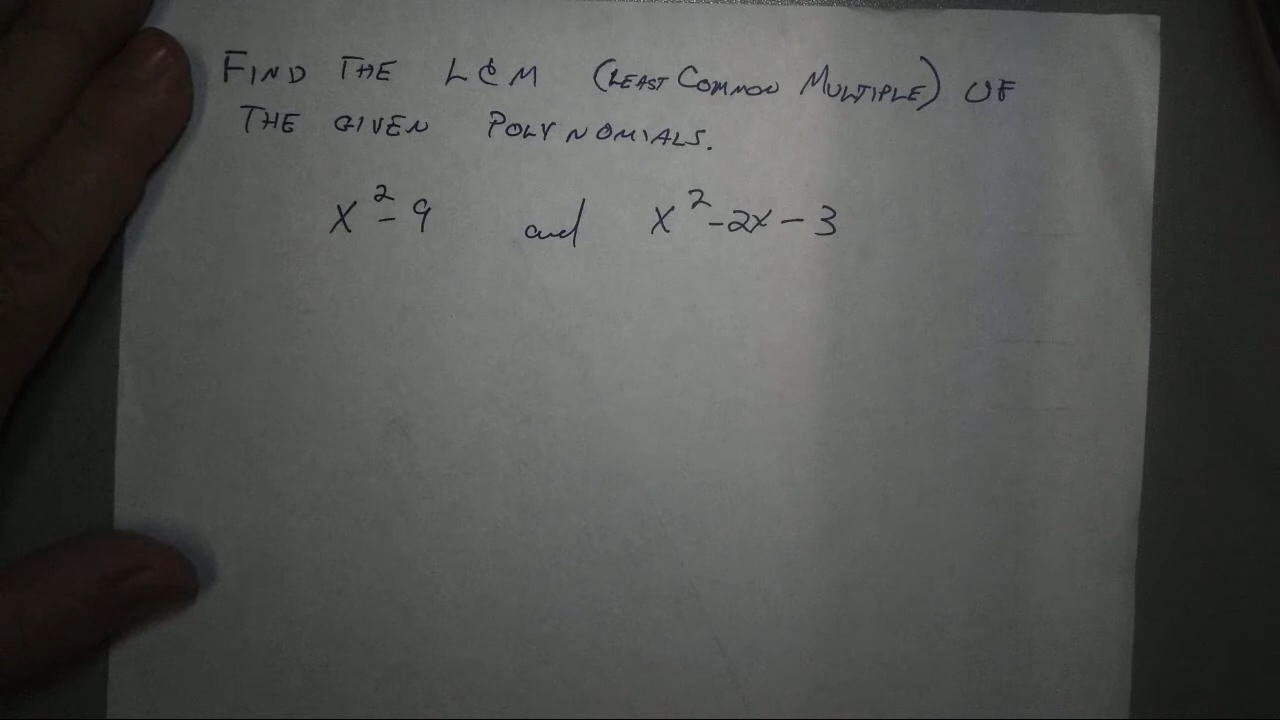 FIND THE LCM (LEAST COMMON MULTIPLE) OF
THE GIVEN POLYNOMIALS.
x² - 9 and x² - 2x - 3